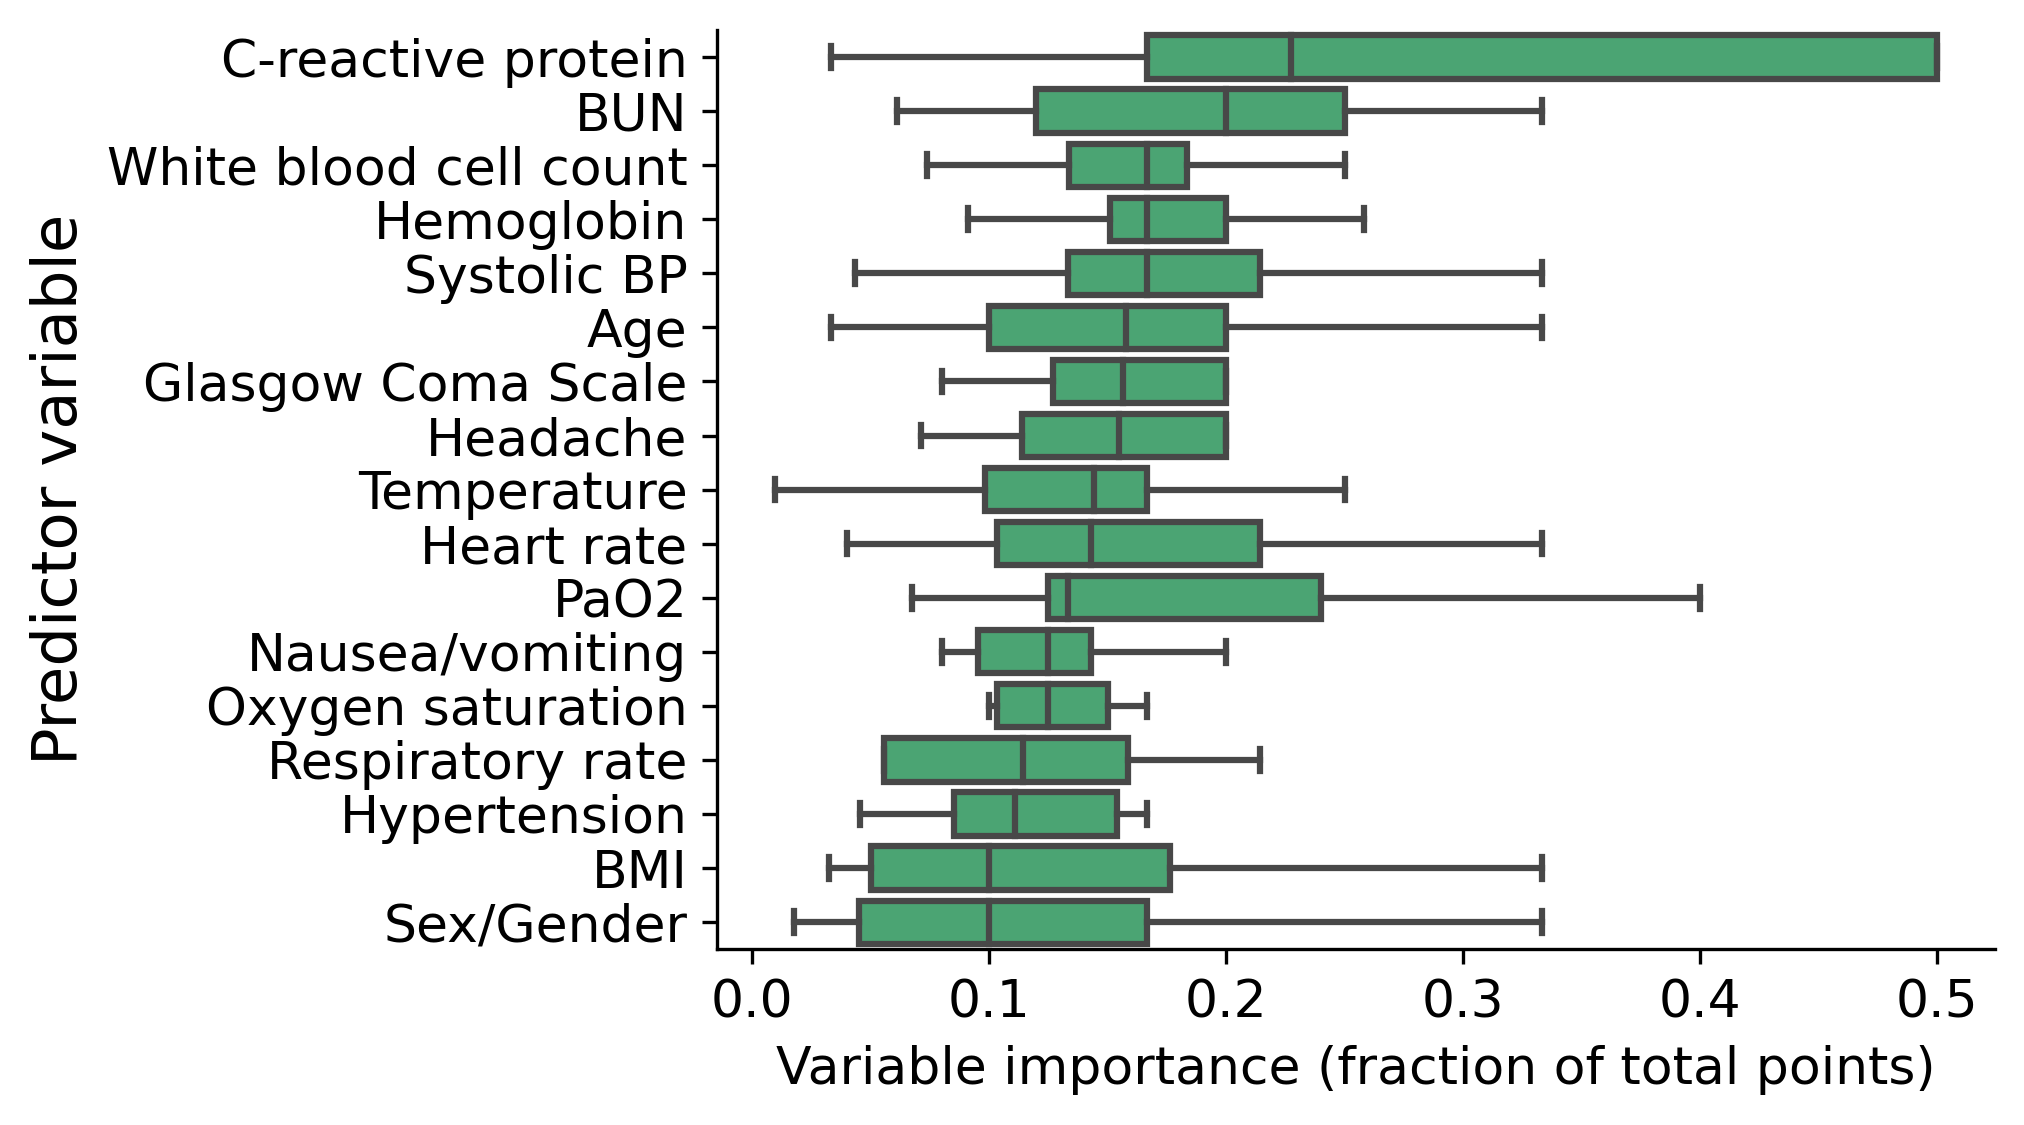 Predictor variable
C-reactive protein
BUN
White blood cell count
Hemoglobin
Systolic BP
Age
Glasgow Coma Scale
Headache
Temperature
Heart rate
PaO2
Nausea/vomiting
Oxygen saturation
Respiratory rate
Hypertension
BMI
Sex/Gender
0.0 0.1 0.2 0.3 0.4 0.5
Variable importance (fraction of total points)